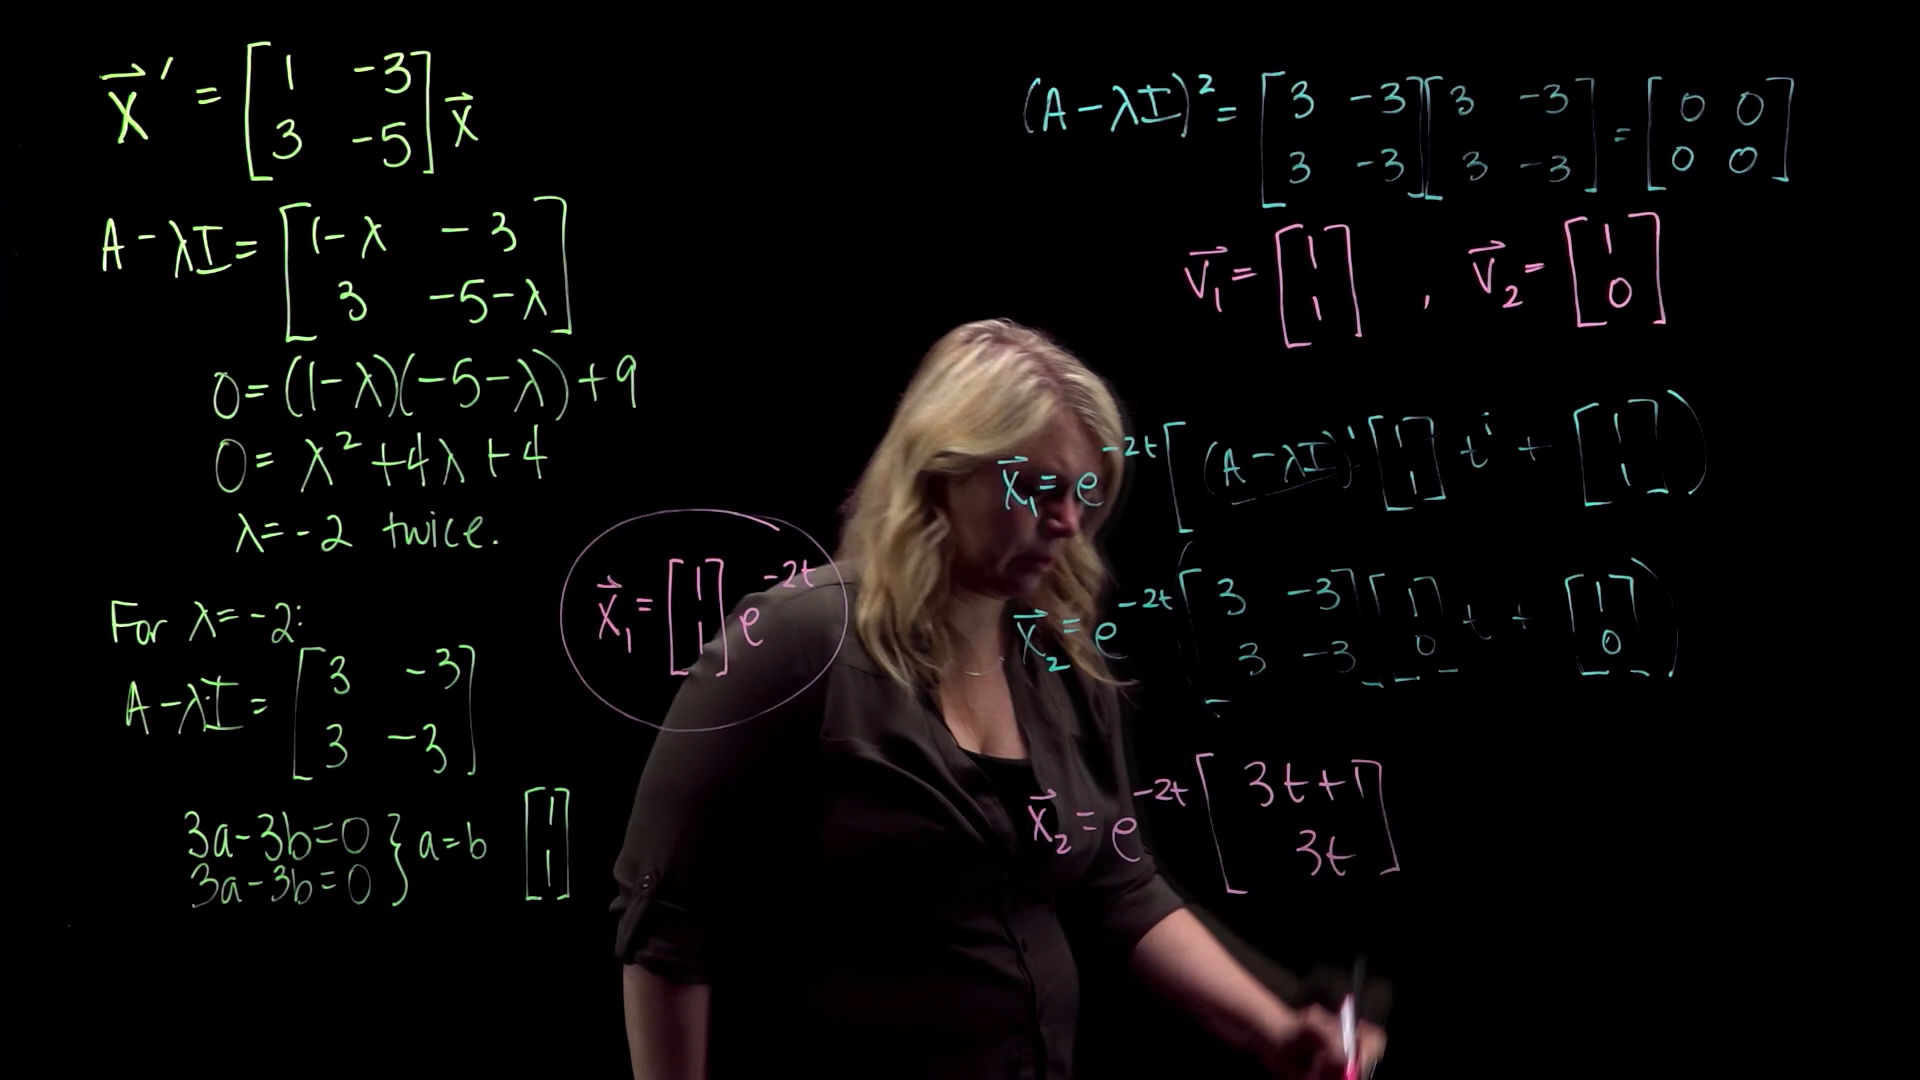 x⃗' = [1 -3; 3 -5] x⃗
A - λI = [1-λ -3; 3 -5-λ]
0 = (1-λ)(-5-λ) + 9
0 = λ² + 4λ + 4
λ = -2 twice.
For λ = -2:
A - λI = [3 -3; 3 -3]
3a - 3b = 0
3a - 3b = 0 } a = b [1; 1]
x⃗₁ = [1; 1] e^(-2t)
(A - λI)² = [3 -3; 3 -3] [3 -3; 3 -3] = [0 0; 0 0]
v⃗₁ = [1; 1] , v⃗₂ = [1; 0]
x⃗₁ = e^(-2t) [(A - λI)¹ [1; 1] tⁱ + [1; 1])
x⃗₂ = e^(-2t) ([3 -3; 3 -3] [1; 0] t + [1; 0])
x⃗₂ = e^(-2t) [3t+1; 3t]